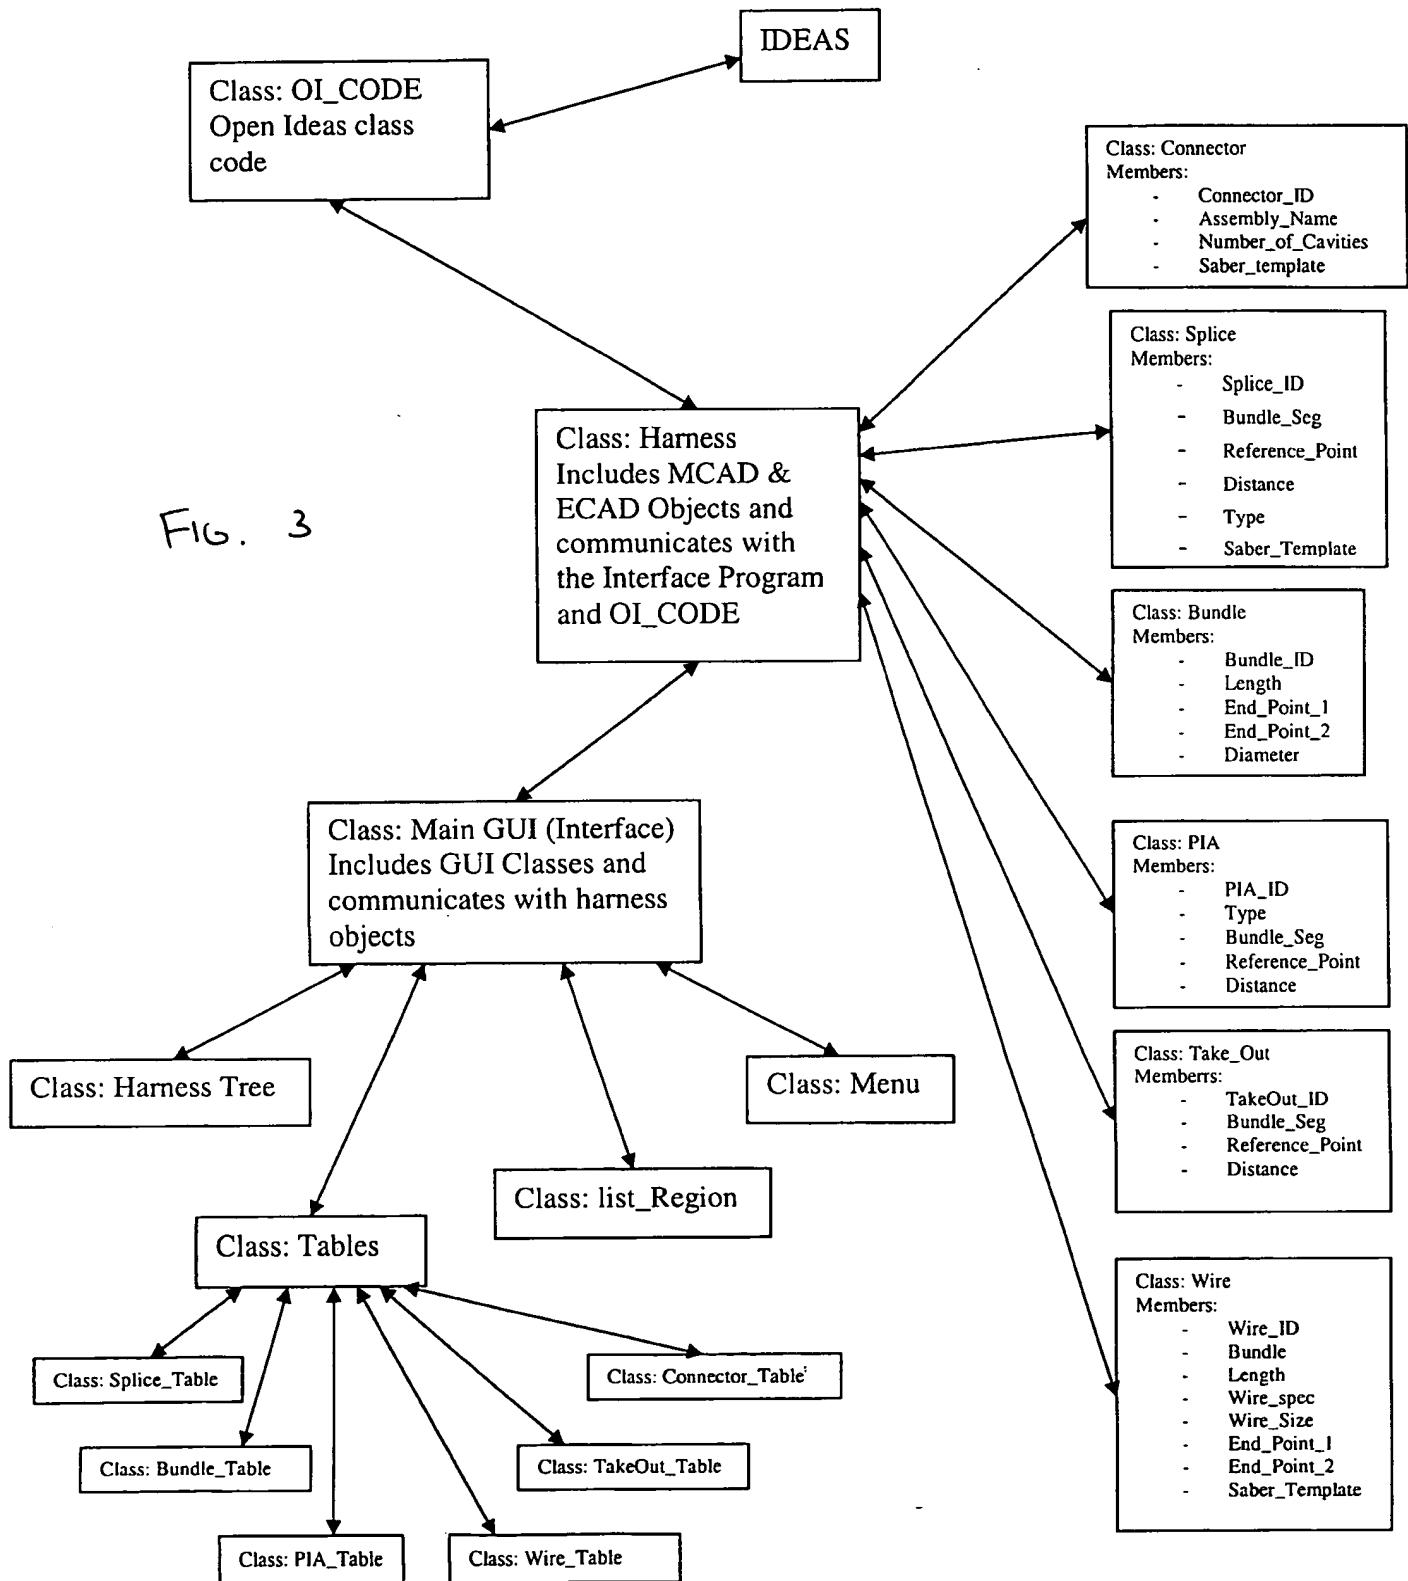 IDEAS
Class: OI_CODE
Open Ideas class
code
Class: Connector
Members:
- Connector_ID
- Assembly_Name
- Number_of_Cavities
- Saber_template
Class: Splice
Members:
- Splice_ID
- Bundle_Seg
- Reference_Point
- Distance
- Type
- Saber_Template
Class: Harness
Includes MCAD &
ECAD Objects and
communicates with
the Interface Program
and OI_CODE
FIG. 3
Class: Bundle
Members:
- Bundle_ID
- Length
- End_Point_1
- End_Point_2
- Diameter
Class: Main GUI (Interface)
Includes GUI Classes and
communicates with harness
objects
Class: PIA
Members:
- PIA_ID
- Type
- Bundle_Seg
- Reference_Point
- Distance
Class: Harness Tree
Class: Menu
Class: Take_Out
Memberrs:
- TakeOut_ID
- Bundle_Seg
- Reference_Point
- Distance
Class: list_Region
Class: Tables
Class: Wire
Members:
- Wire_ID
- Bundle
- Length
- Wire_spec
- Wire_Size
- End_Point_1
- End_Point_2
- Saber_Template
Class: Splice_Table
Class: Connector_Table
Class: Bundle_Table
Class: TakeOut_Table
Class: PIA_Table
Class: Wire_Table